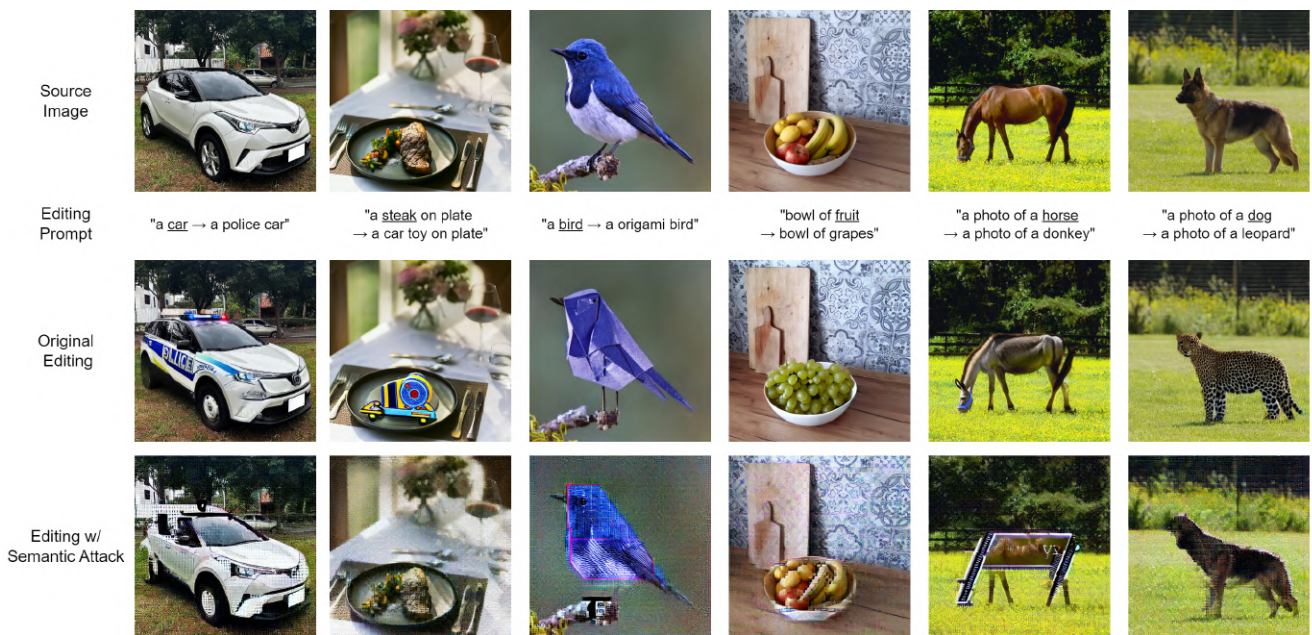 Source
Image
Editing
Prompt
"a car → a police car"
"a steak on plate
→ a car toy on plate"
"a bird → a origami bird"
"bowl of fruit
→ bowl of grapes"
"a photo of a horse
→ a photo of a donkey"
"a photo of a dog
→ a photo of a leopard"
Original
Editing
Editing w/
Semantic Attack